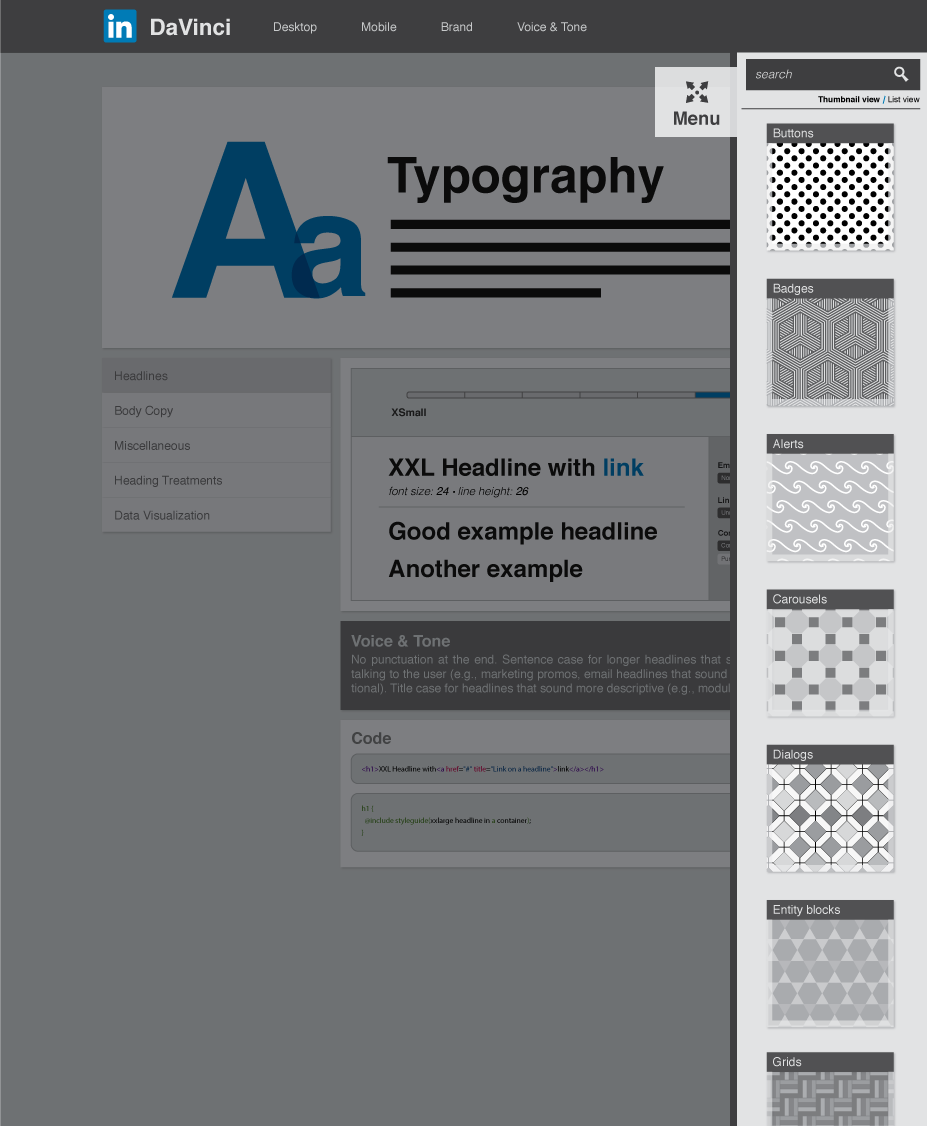 in DaVinci Desktop Mobile Brand Voice & Tone
search
Thumbnail view / List view
Menu
Aa
Typography
Headlines
Body Copy
Miscellaneous
Heading Treatments
Data Visualization
XSmall
XXL Headline with link
font size: 24 • line height: 26
Good example headline
Another example
Voice & Tone
No punctuation at the end. Sentence case for longer headlines that s
talking to the user (e.g., marketing promos, email headlines that sound
tional). Title case for headlines that sound more descriptive (e.g., modul
Code
<h1>XXL Headline with<a href="#" title="Link on a headline">link</a></h1>
h1 {
@include styleguide(xxlarge headline in a container);
}
Buttons
Badges
Alerts
Carousels
Dialogs
Entity blocks
Grids